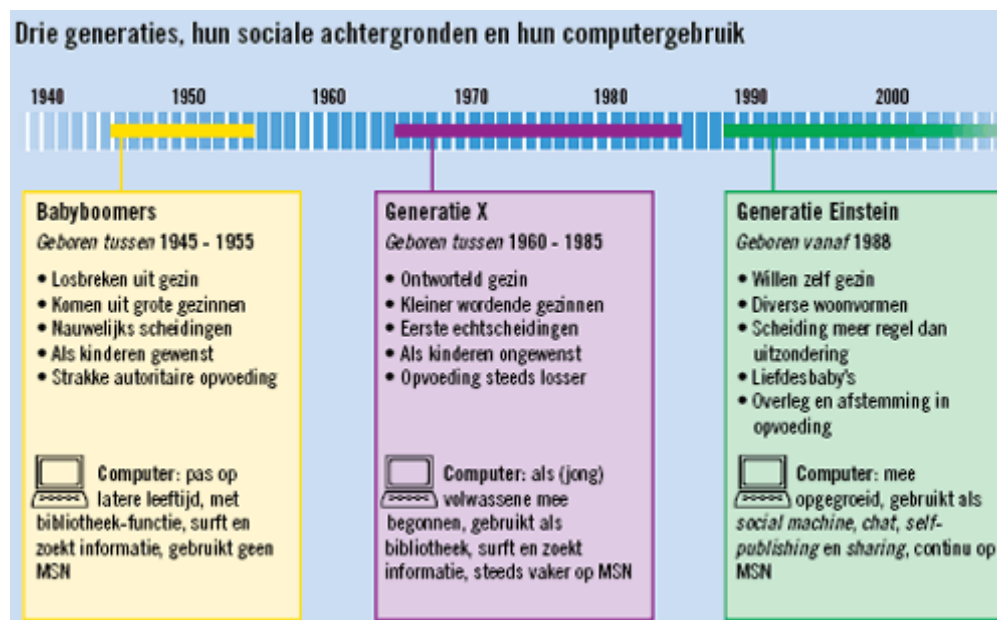 Drie generaties, hun sociale achtergronden en hun computergebruik
1940 1950 1960 1970 1980 1990 2000
Babyboomers
Geboren tussen 1945 - 1955
• Losbreken uit gezin
• Komen uit grote gezinnen
• Nauwelijks scheidingen
• Als kinderen gewenst
• Strakke autoritaire opvoeding
Computer: pas op
latere leeftijd, met
bibliotheek-functie, surft en
zoekt informatie, gebruikt geen
MSN
Generatie X
Geboren tussen 1960 - 1985
• Ontworteld gezin
• Kleiner wordende gezinnen
• Eerste echtscheidingen
• Als kinderen ongewenst
• Opvoeding steeds losser
Computer: als (jong)
volwassene mee
begonnen, gebruikt als
bibliotheek, surft en zoekt
informatie, steeds vaker op MSN
Generatie Einstein
Geboren vanaf 1988
• Willen zelf gezin
• Diverse woonvormen
• Scheiding meer regel dan
uitzondering
• Liefdesbaby's
• Overleg en afstemming in
opvoeding
Computer: mee
opgegroeid, gebruikt als
social machine, chat, self-
publishing en sharing, continu op
MSN